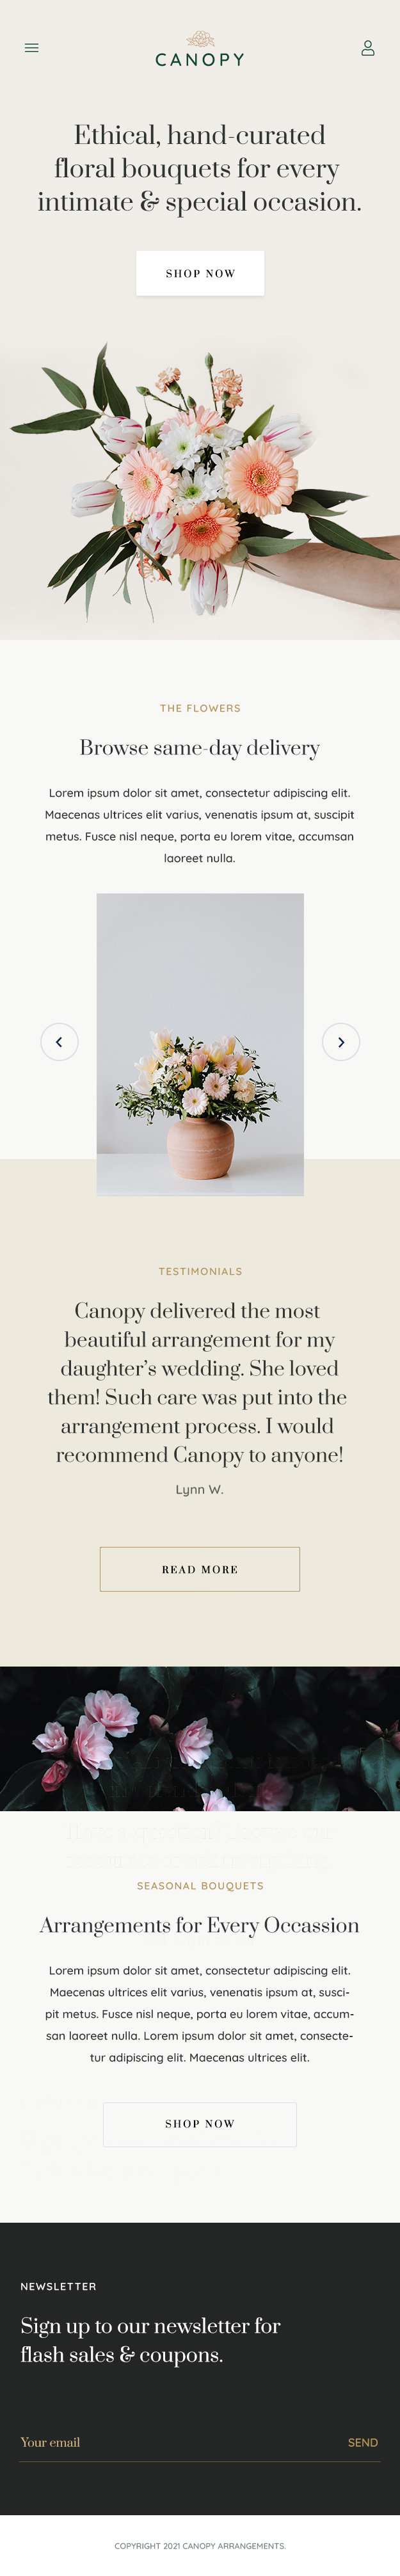 CANOPY
Ethical, hand-curated
floral bouquets for every
intimate & special occasion.
SHOP NOW
THE FLOWERS
Browse same-day delivery
Lorem ipsum dolor sit amet, consectetur adipiscing elit.
Maecenas ultrices elit varius, venenatis ipsum at, suscipit
metus. Fusce nisl neque, porta eu lorem vitae, accumsan
laoreet nulla.
TESTIMONIALS
Canopy delivered the most
beautiful arrangement for my
daughter's wedding. She loved
them! Such care was put into the
arrangement process. I would
recommend Canopy to anyone!
Lynn W.
READ MORE
SEASONAL BOUQUETS
Arrangements for Every Occassion
Lorem ipsum dolor sit amet, consectetur adipiscing elit.
Maecenas ultrices elit varius, venenatis ipsum at, susci-
pit metus. Fusce nisl neque, porta eu lorem vitae, accum-
san laoreet nulla. Lorem ipsum dolor sit amet, consecte-
tur adipiscing elit. Maecenas ultrices elit.
SHOP NOW
NEWSLETTER
Sign up to our newsletter for
flash sales & coupons.
Your email SEND
COPYRIGHT 2021 CANOPY ARRANGEMENTS.